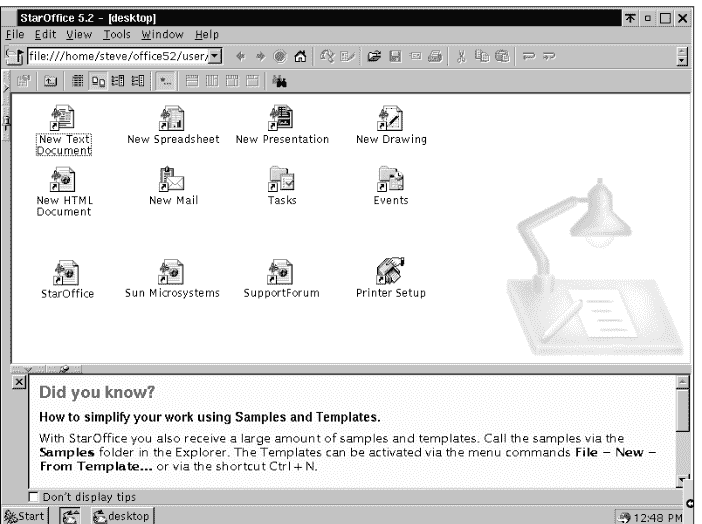 StarOffice 5.2 - [desktop]
File Edit View Tools Window Help
file:///home/steve/office52/user/
New Text Document
New Spreadsheet
New Presentation
New Drawing
New HTML Document
New Mail
Tasks
Events
StarOffice
Sun Microsystems
SupportForum
Printer Setup
Did you know?
How to simplify your work using Samples and Templates.
With StarOffice you also receive a large amount of samples and templates. Call the samples via the
Samples folder in the Explorer. The Templates can be activated via the menu commands File – New –
From Template... or via the shortcut Ctrl+N.
Don't display tips
Start desktop 12:48 PM